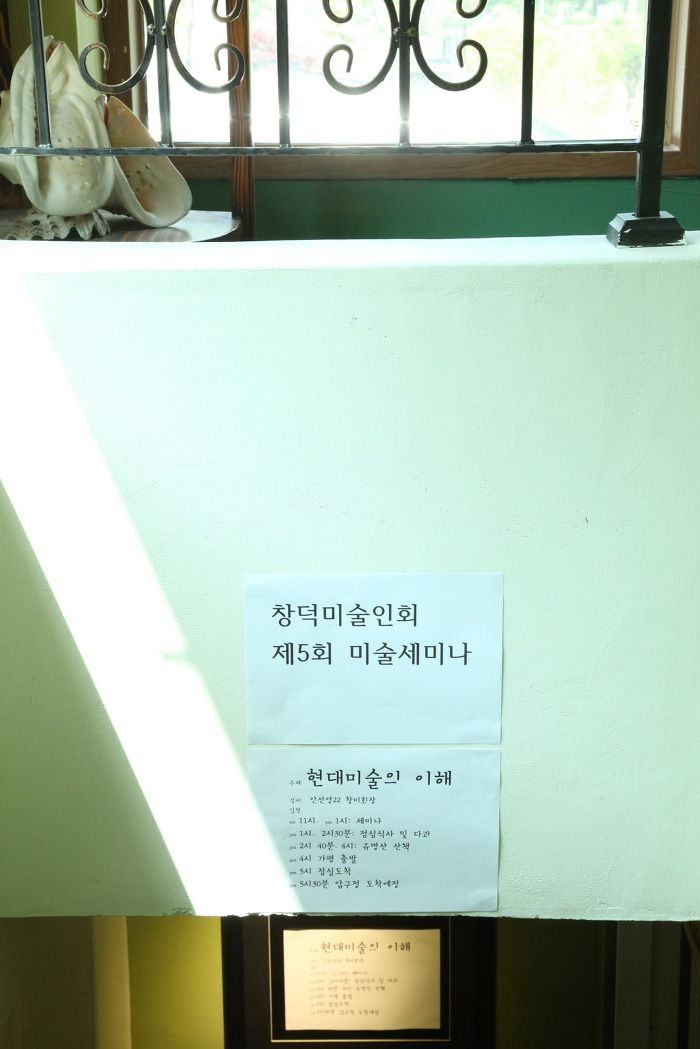 창덕미술인회
제5회 미술세미나
주제: 현대미술의 이해
강사: 안선영22 창미회장
일정
am 11시. pm 1시: 세미나
pm 1시. 2시30분: 점심식사 및 다과
pm 2시 40분. 4시: 유명산 산책
pm 4시 가평 출발
pm 5시 잠실도착
pm 5시30분 압구정 도착예정
현대미술의 이해